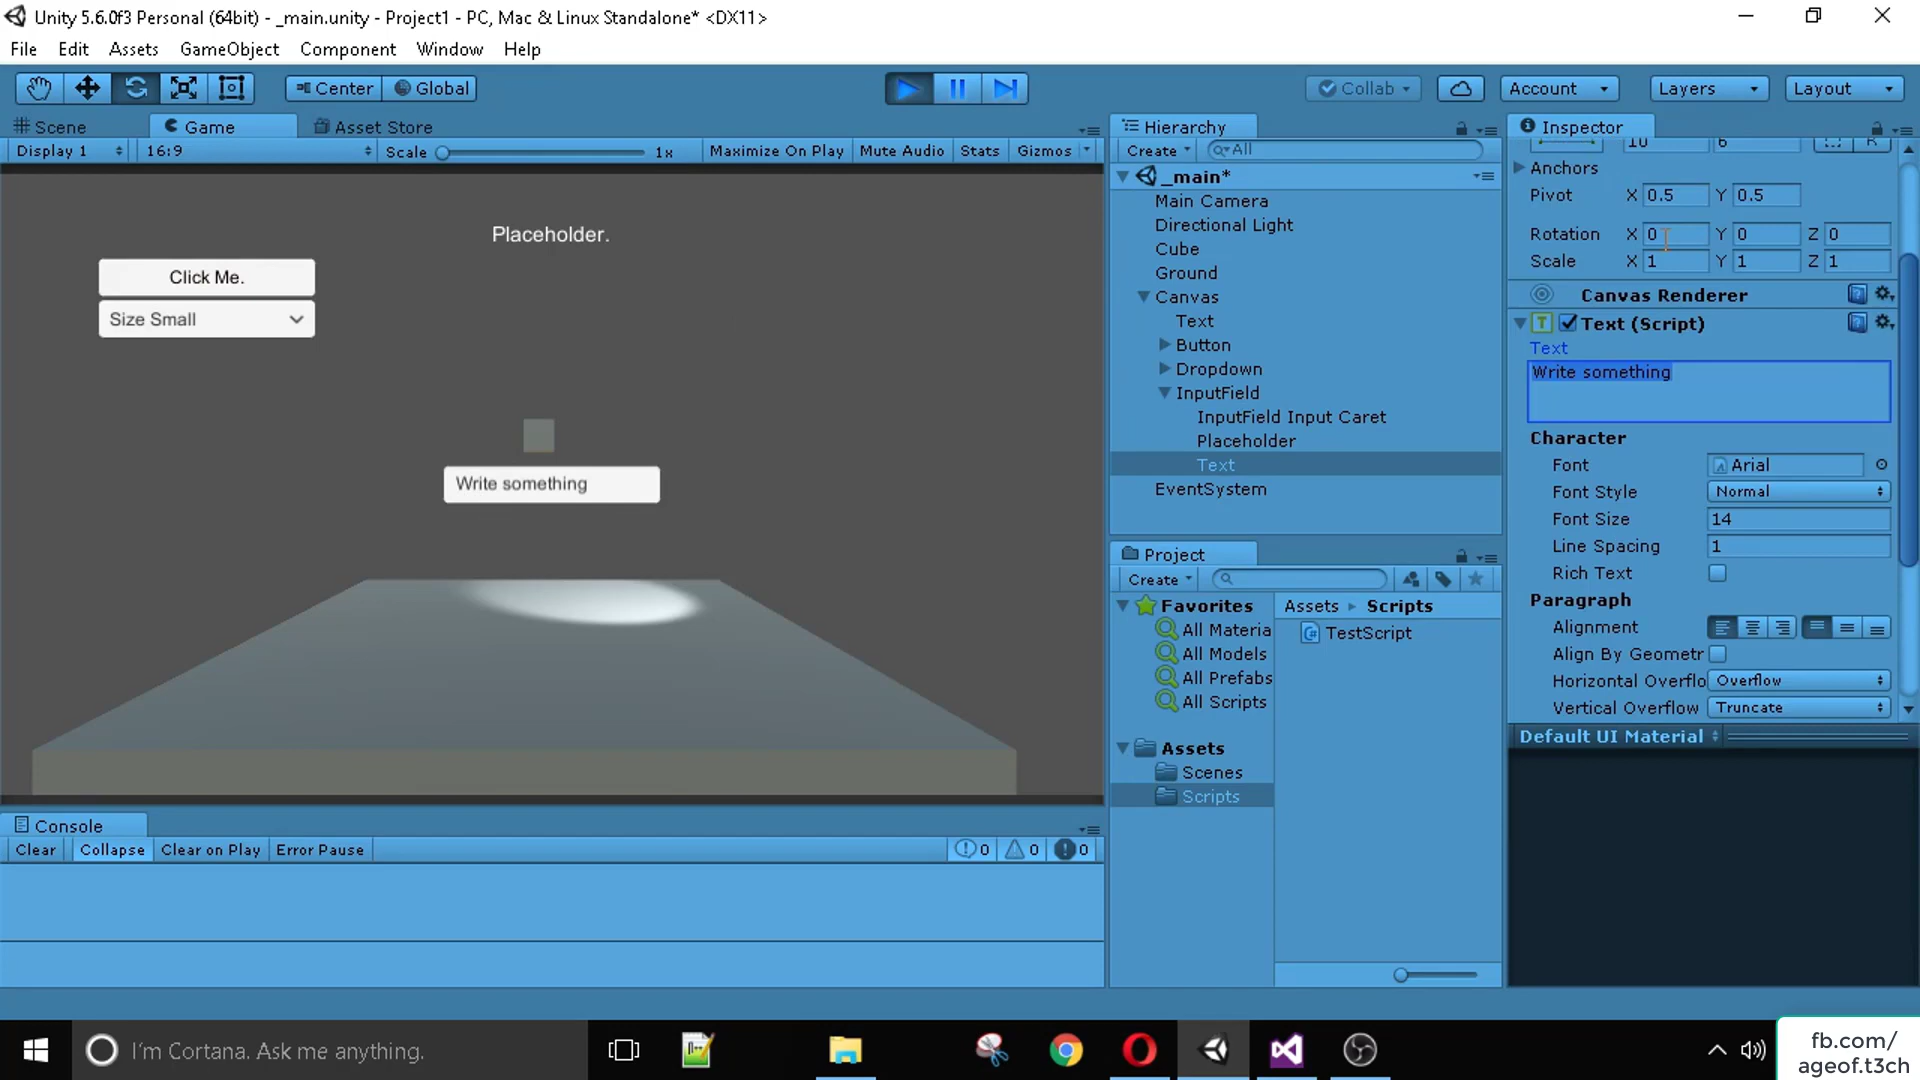 Unity 5.6.0f3 Personal (64bit) - _main.unity - Project1 - PC, Mac & Linux Standalone* <DX11>
File Edit Assets GameObject Component Window Help
Center Global Collab Account Layers Layout
Scene Game Asset Store
Display 1 16:9 Scale 1x Maximize On Play Mute Audio Stats Gizmos
Placeholder.
Click Me.
Size Small
Write something
Hierarchy
Create All
_main*
Main Camera
Directional Light
Cube
Ground
Canvas
Text
Button
Dropdown
InputField
InputField Input Caret
Placeholder
Text
EventSystem
Project
Create
Favorites
All Materia
All Models
All Prefabs
All Scripts
Assets
Scenes
Scripts
Assets Scripts
TestScript
Inspector
10 6 R
Anchors
Pivot X 0.5 Y 0.5
Rotation X 0 Y 0 Z 0
Scale X 1 Y 1 Z 1
Canvas Renderer
Text (Script)
Text
Write something
Character
Font Arial
Font Style Normal
Font Size 14
Line Spacing 1
Rich Text
Paragraph
Alignment
Align By Geometr
Horizontal Overflo Overflow
Vertical Overflow Truncate
Default UI Material
Console
Clear Collapse Clear on Play Error Pause 0 0 0
I'm Cortana. Ask me anything.
fb.com/
ageof.t3ch